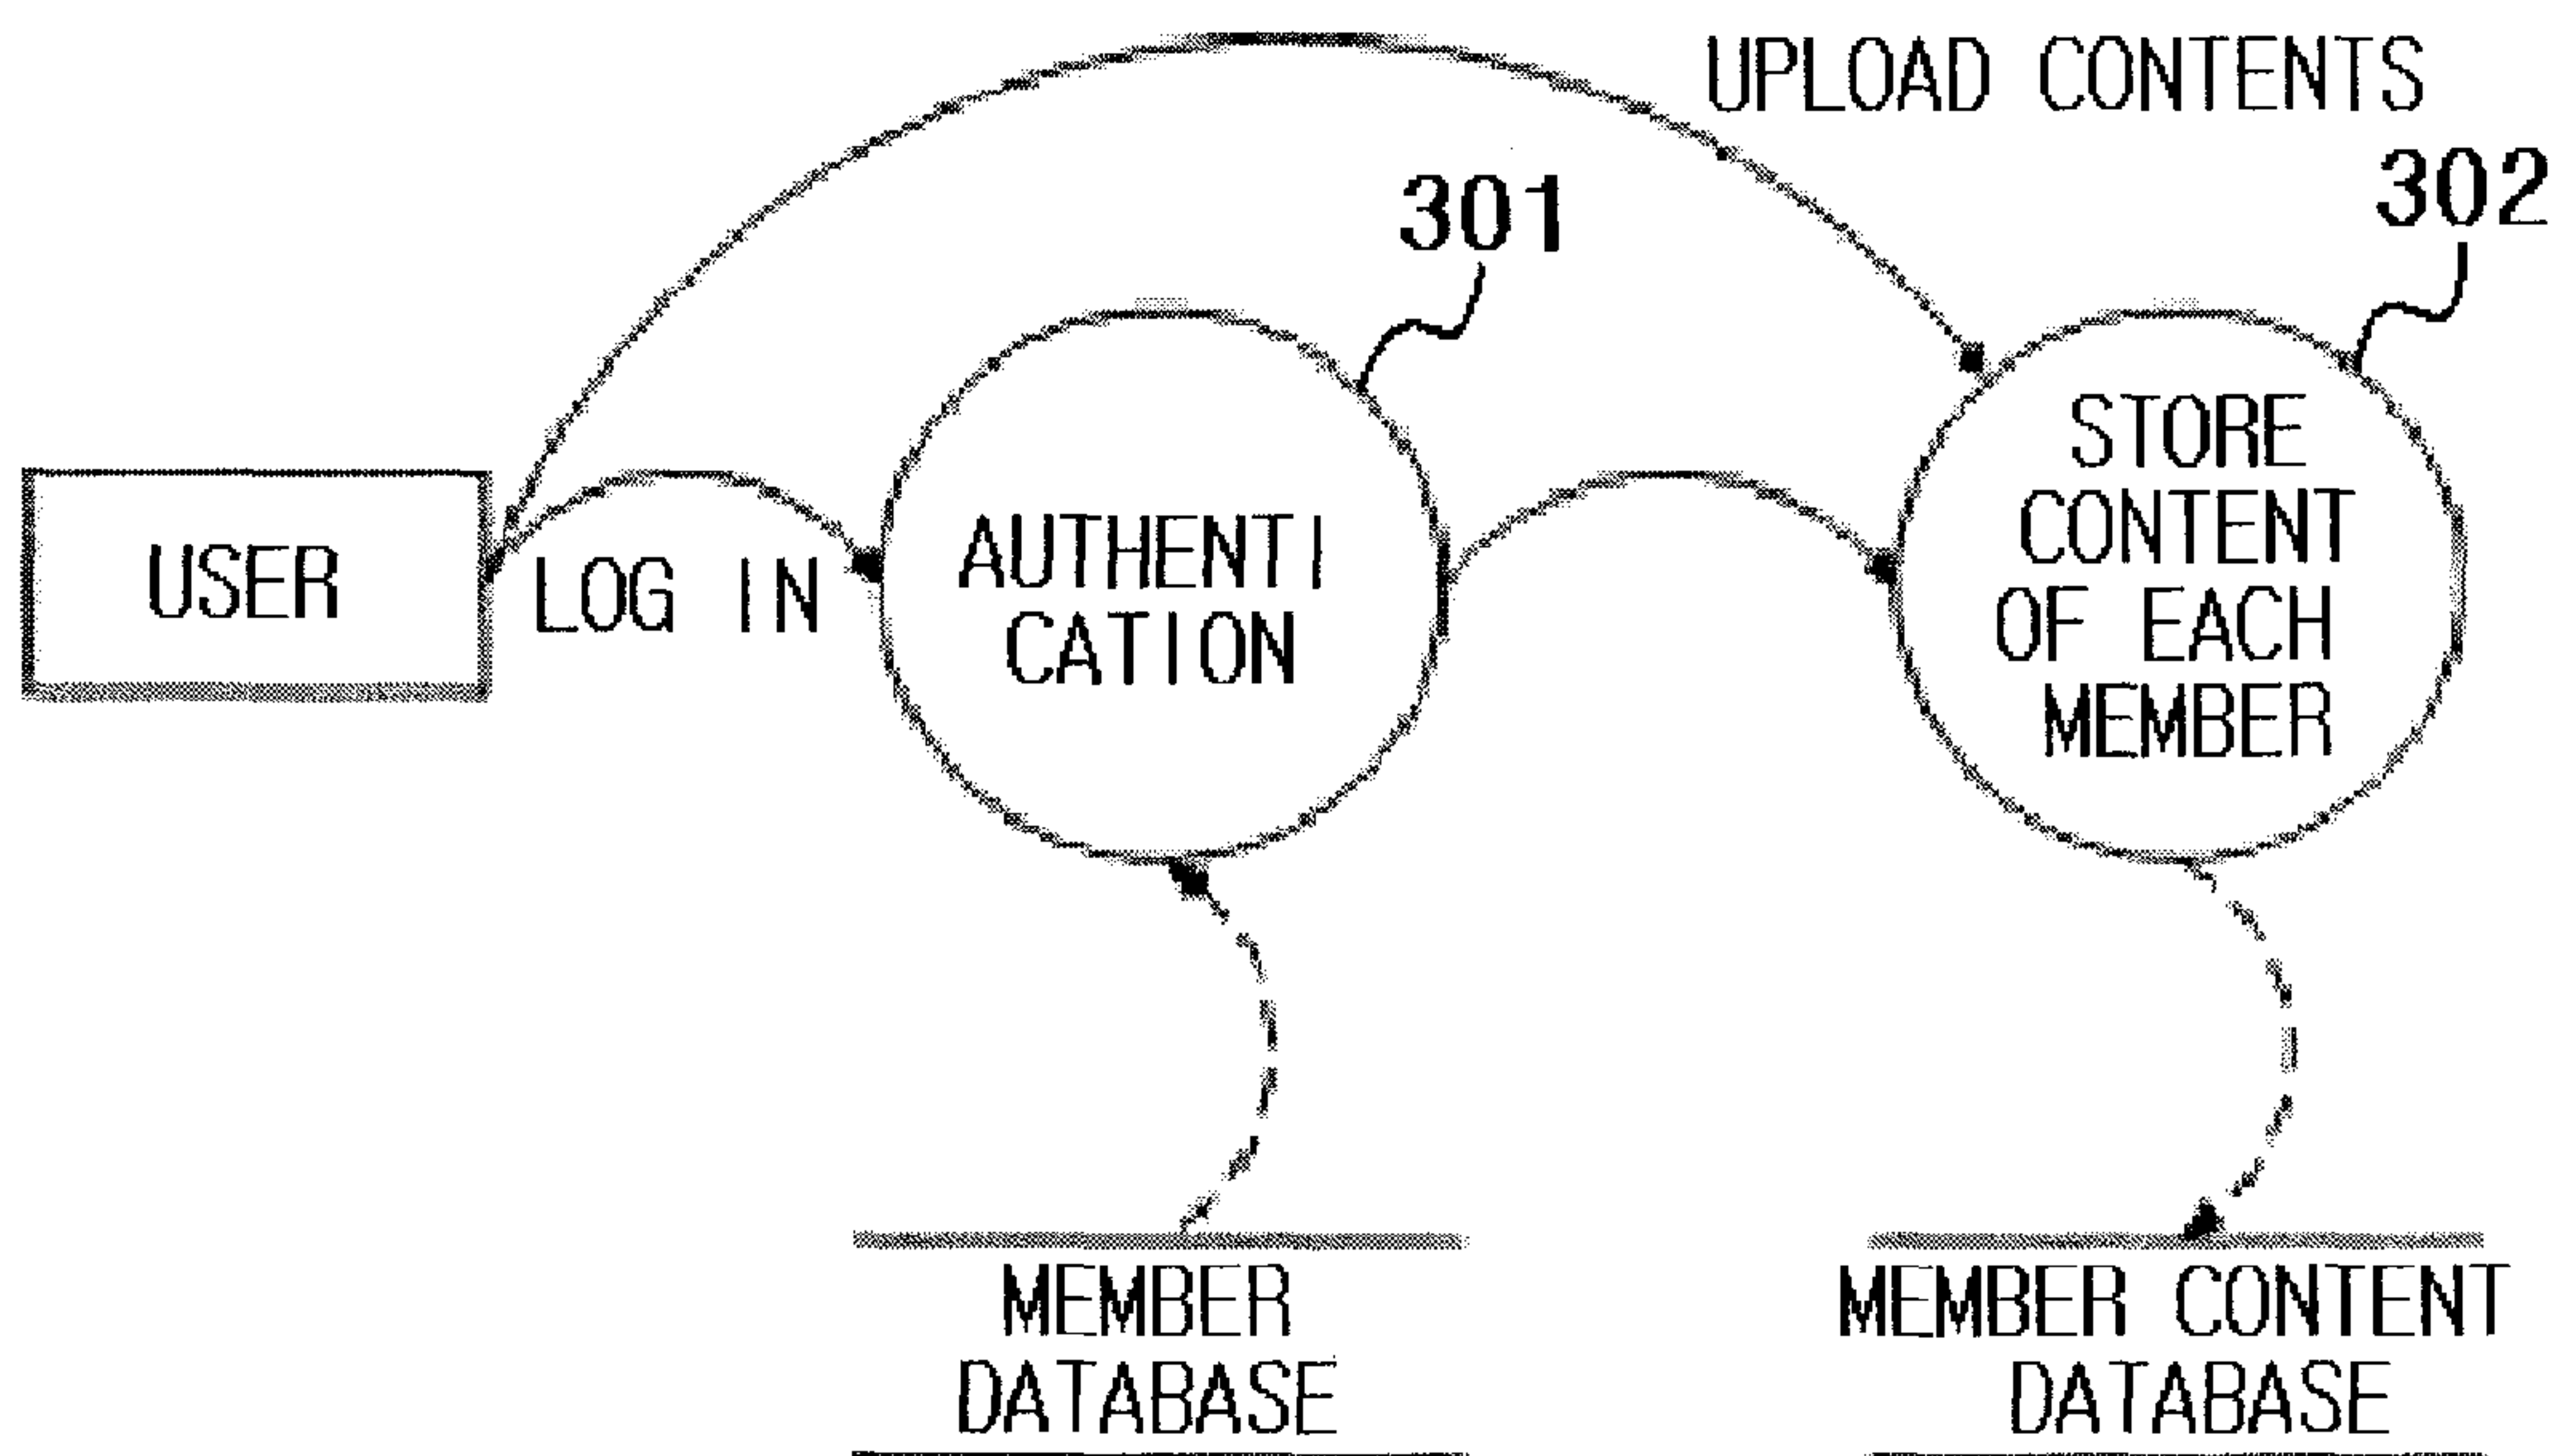 UPLOAD CONTENTS
301
302
USER
LOG IN
AUTHENTI
CATION
STORE
CONTENT
OF EACH
MEMBER
MEMBER
DATABASE
MEMBER CONTENT
DATABASE